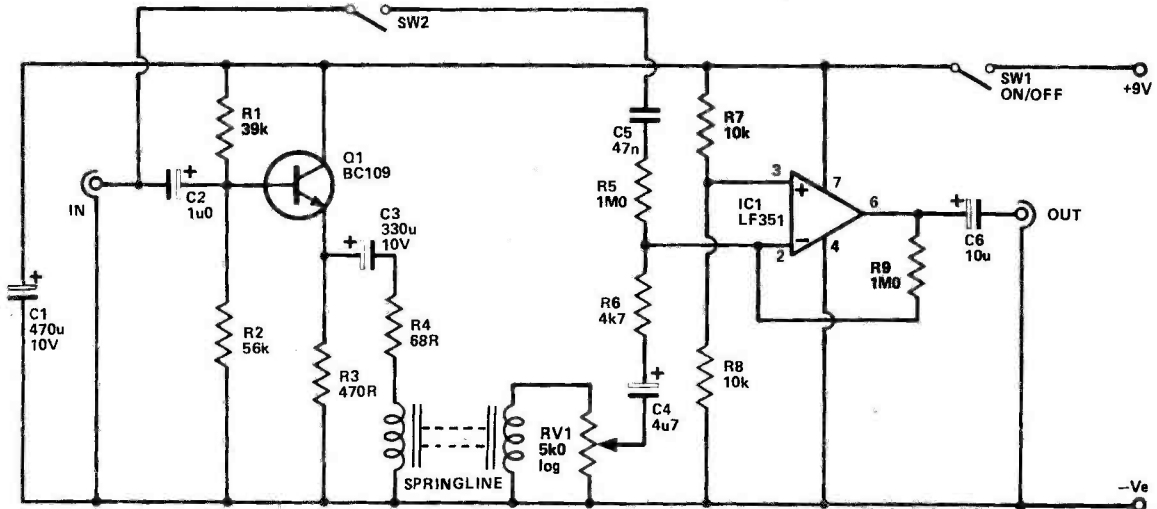 SW2
SW1
ON/OFF
+9V
R1
39k
R7
10k
C5
47n
Q1
BC109
+
C2
1u0
IN
R5
1M0
3
+
7
IC1
LF351
6
−
2
4
+
C6
10u
OUT
C3
330u
10V
+
R9
1M0
+
C1
470u
10V
R2
56k
R4
68R
R6
4k7
R3
470R
R8
10k
+
C4
4u7
RV1
5k0
log
SPRINGLINE
−Ve